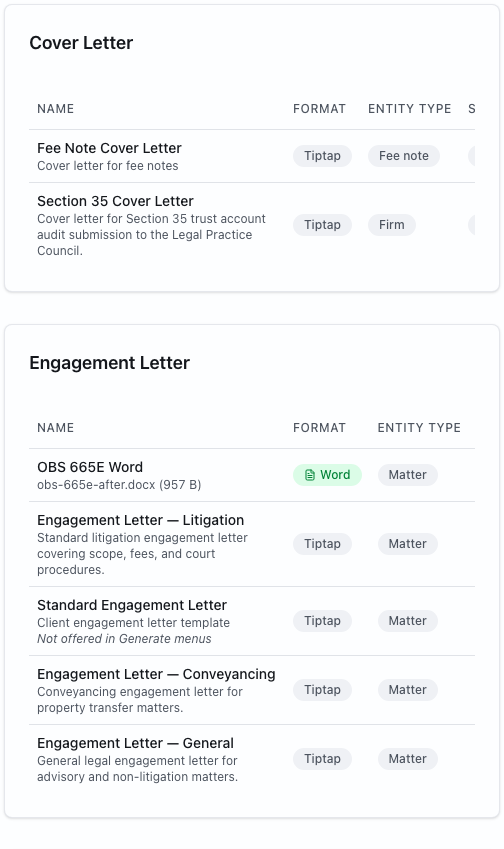 Cover Letter
NAME FORMAT ENTITY TYPE S
Fee Note Cover Letter
Cover letter for fee notes
Tiptap Fee note
Section 35 Cover Letter
Cover letter for Section 35 trust account
audit submission to the Legal Practice
Council.
Tiptap Firm
Engagement Letter
NAME FORMAT ENTITY TYPE
OBS 665E Word
obs-665e-after.docx (957 B)
Word Matter
Engagement Letter — Litigation
Standard litigation engagement letter
covering scope, fees, and court
procedures.
Tiptap Matter
Standard Engagement Letter
Client engagement letter template
Not offered in Generate menus
Tiptap Matter
Engagement Letter — Conveyancing
Conveyancing engagement letter for
property transfer matters.
Tiptap Matter
Engagement Letter — General
General legal engagement letter for
advisory and non-litigation matters.
Tiptap Matter